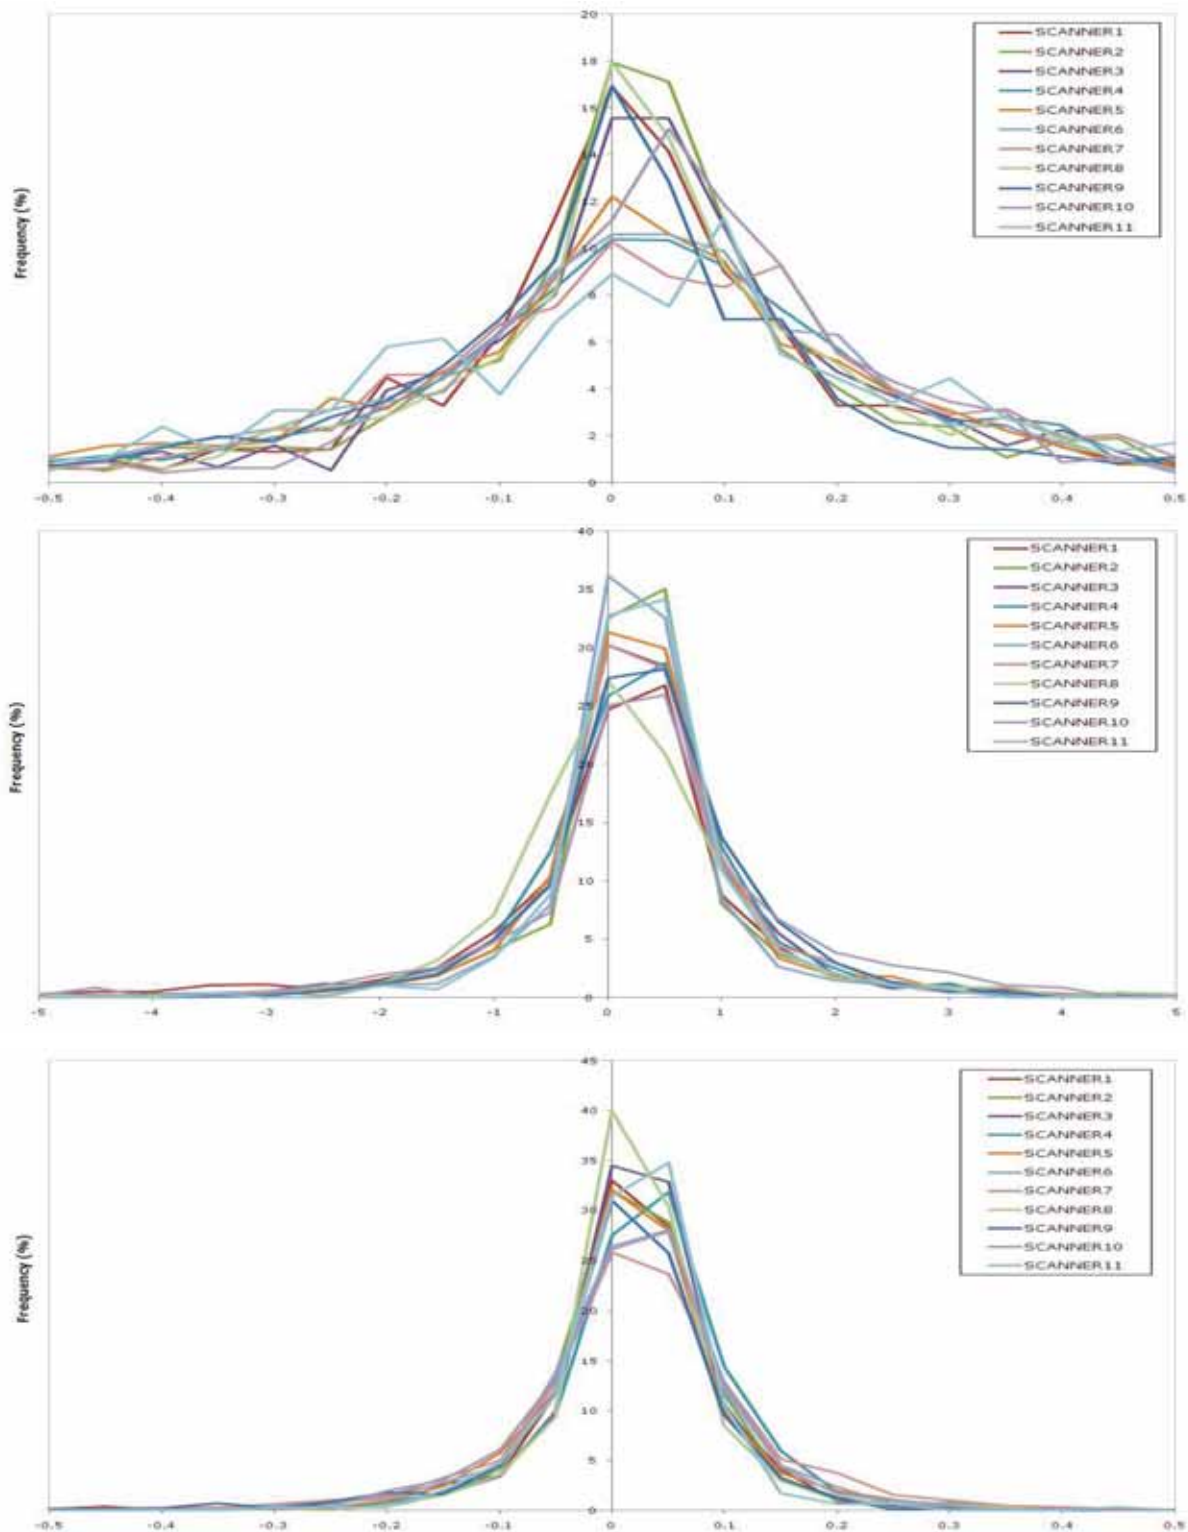 20
18
16
14
12
10
8
6
4
2
0
-0.5 -0.4 -0.3 -0.2 -0.1 0 0.1 0.2 0.3 0.4 0.5
Frequency (%)
SCANNER1
SCANNER2
SCANNER3
SCANNER4
SCANNER5
SCANNER6
SCANNER7
SCANNER8
SCANNER9
SCANNER10
SCANNER11
40
35
30
25
20
15
10
5
0
-5 -4 -3 -2 -1 0 1 2 3 4 5
Frequency (%)
SCANNER1
SCANNER2
SCANNER3
SCANNER4
SCANNER5
SCANNER6
SCANNER7
SCANNER8
SCANNER9
SCANNER10
SCANNER11
45
40
35
30
25
20
15
10
5
0
-0.5 -0.4 -0.3 -0.2 -0.1 0 0.1 0.2 0.3 0.4 0.5
Frequency (%)
SCANNER1
SCANNER2
SCANNER3
SCANNER4
SCANNER5
SCANNER6
SCANNER7
SCANNER8
SCANNER9
SCANNER10
SCANNER11